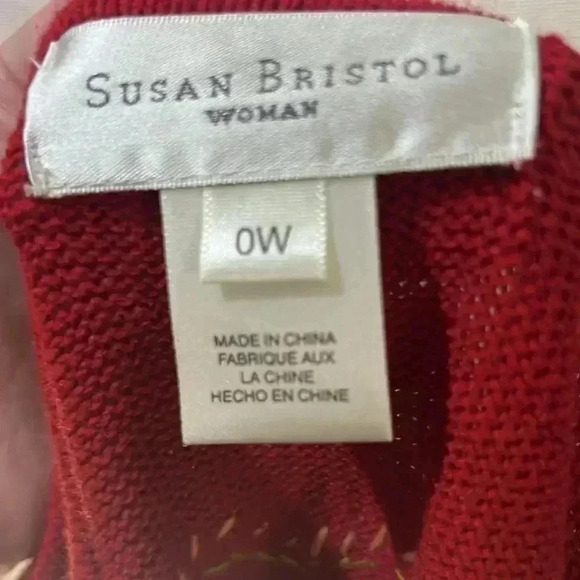 SUSAN BRISTOL
WOMAN
0W
MADE IN CHINA
FABRIQUE AUX
LA CHINE
HECHO EN CHINE